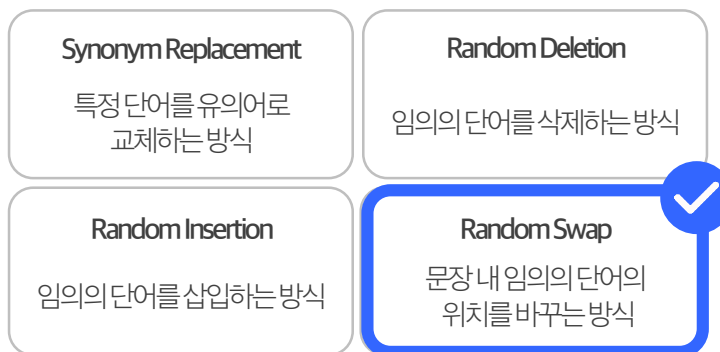 Synonym Replacement
특정 단어를 유의어로
교체하는 방식
Random Deletion
임의의 단어를 삭제하는 방식
Random Insertion
임의의 단어를 삽입하는 방식
Random Swap
문장 내 임의의 단어의
위치를 바꾸는 방식